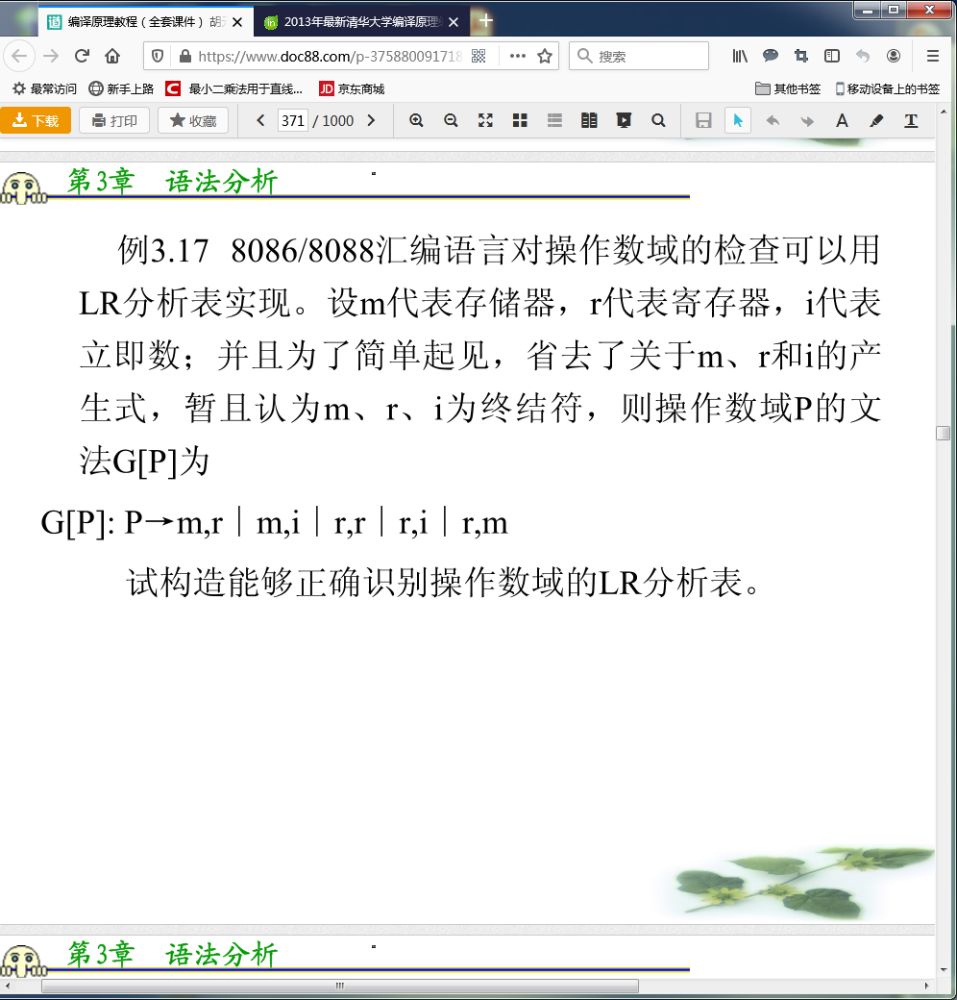 编译原理教程（全套课件）胡
2013年最新清华大学编译原理
https://www.doc88.com/p-375880091718
搜索
最常访问 新手上路 最小二乘法用于直线... JD 京东商城 其他书签 移动设备上的书签
下载 打印 收藏 371 / 1000
第3章 语法分析
例3.17 8086/8088汇编语言对操作数域的检查可以用
LR分析表实现。设m代表存储器，r代表寄存器，i代表
立即数；并且为了简单起见，省去了关于m、r和i的产
生式，暂且认为m、r、i为终结符，则操作数域P的文
法G[P]为
G[P]: P→m,r｜m,i｜r,r｜r,i｜r,m
试构造能够正确识别操作数域的LR分析表。
第3章 语法分析